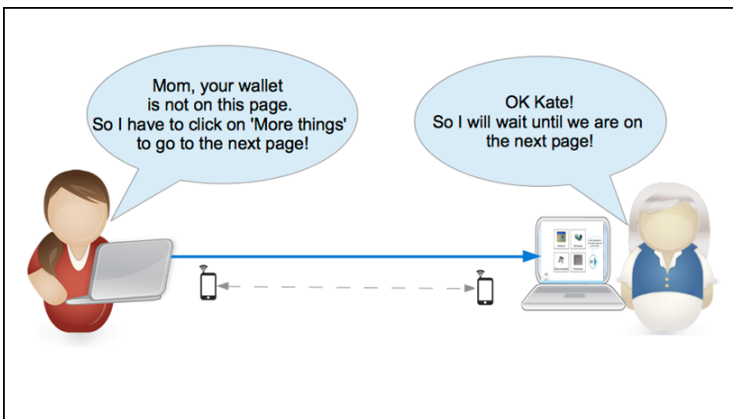 Mom, your wallet
is not on this page.
So I have to click on 'More things'
to go to the next page!
OK Kate!
So I will wait until we are on
the next page!